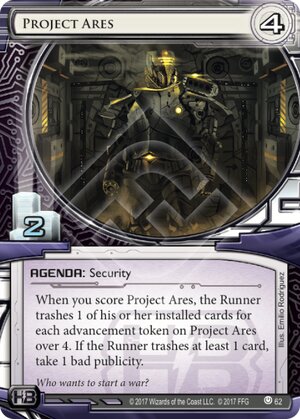 PROJECT ARES
4
2
AGENDA: Security
When you score Project Ares, the Runner
trashes 1 of his or her installed cards for
each advancement token on Project Ares
over 4. If the Runner trashes at least 1 card,
take 1 bad publicity.
Who wants to start a war?
Illus. Emilio Rodriguez
HB
© 2017 Wizards of the Coast LLC. © 2017 FFG
62